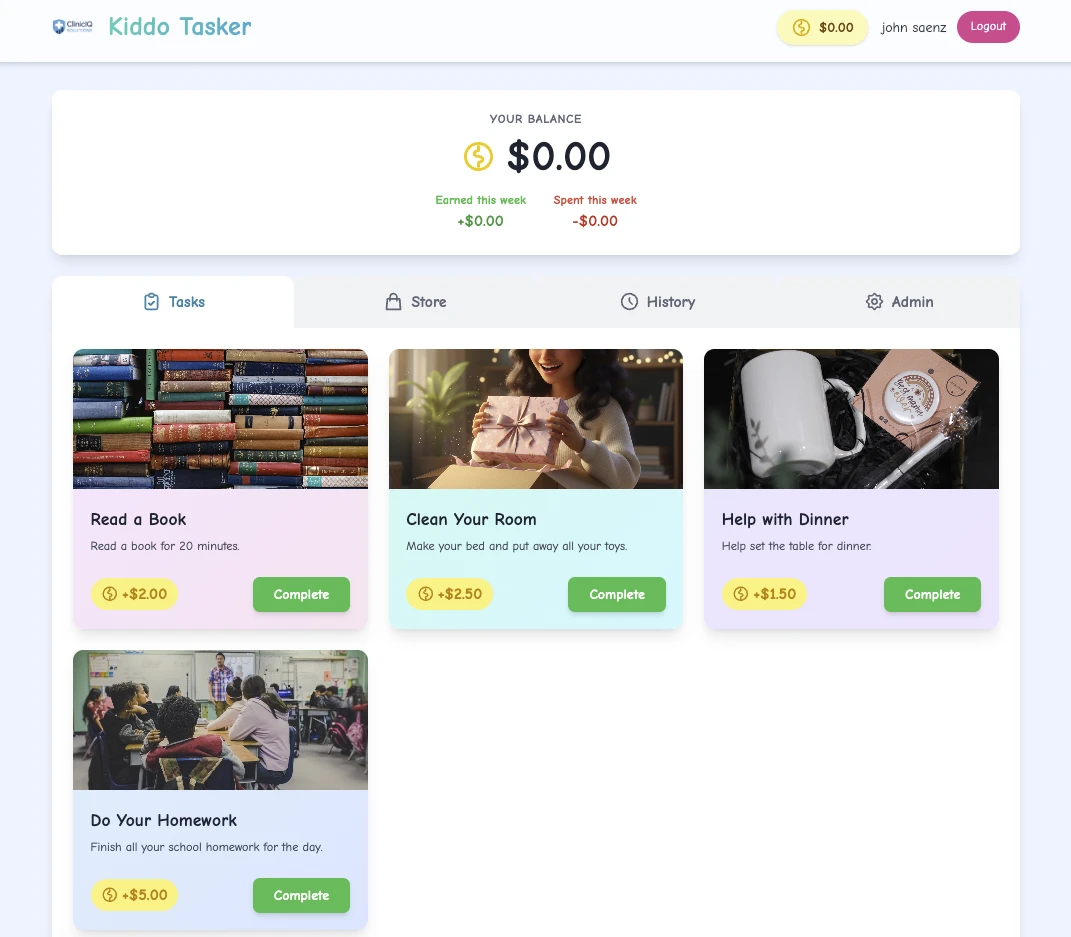 ClinicIQ
SOLUTIONS
Kiddo Tasker
$0.00
john saenz
Logout
YOUR BALANCE
$0.00
Earned this week
Spent this week
+$0.00
-$0.00
Tasks
Store
History
Admin
Read a Book
Read a book for 20 minutes.
+$2.00
Complete
Clean Your Room
Make your bed and put away all your toys.
+$2.50
Complete
Help with Dinner
Help set the table for dinner.
+$1.50
Complete
Do Your Homework
Finish all your school homework for the day.
+$5.00
Complete